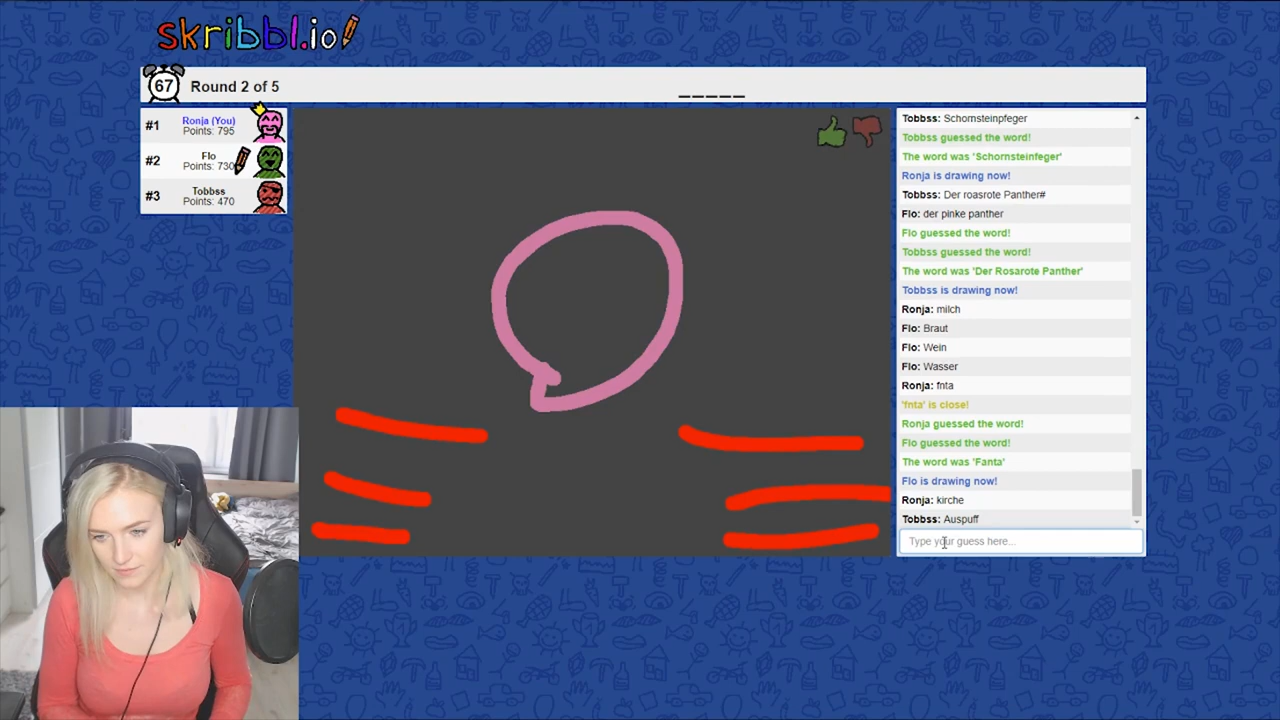 skribbl.io
67
Round 2 of 5
_____
#1
Ronja (You)
Points: 795
#2
Flo
Points: 730
#3
Tobbss
Points: 470
Tobbss: Schornsteinpfeger
Tobbss guessed the word!
The word was 'Schornsteinfeger'
Ronja is drawing now!
Tobbss: Der roasrote Panther#
Flo: der pinke panther
Flo guessed the word!
Tobbss guessed the word!
The word was 'Der Rosarote Panther'
Tobbss is drawing now!
Ronja: milch
Flo: Braut
Flo: Wein
Flo: Wasser
Ronja: fnta
'fnta' is close!
Ronja guessed the word!
Flo guessed the word!
The word was 'Fanta'
Flo is drawing now!
Ronja: kirche
Tobbss: Auspuff
Type your guess here...